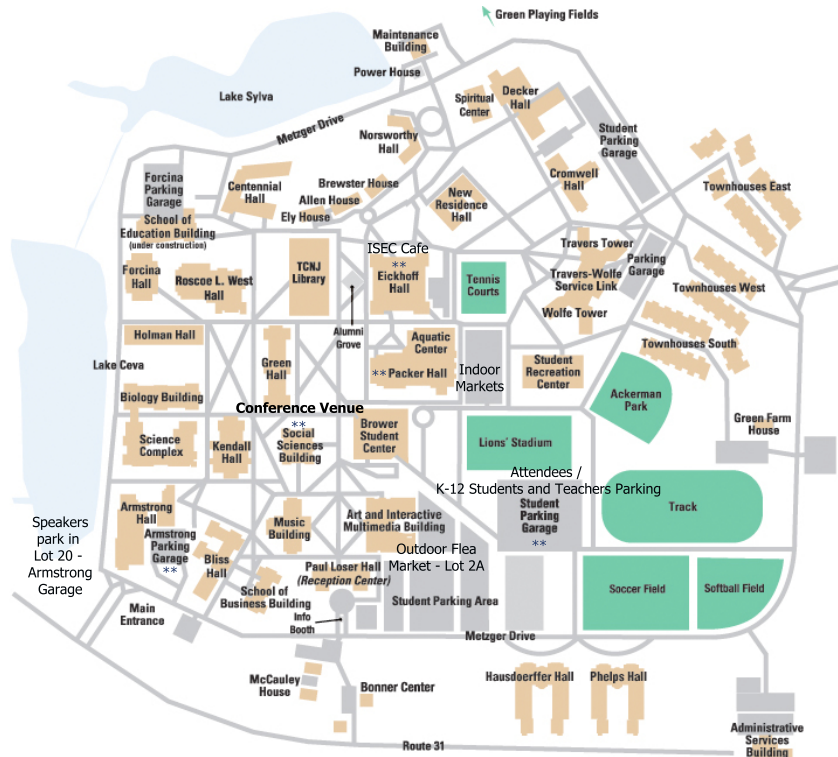 Green Playing Fields
Maintenance
Building
Power House
Lake Sylva
Metzger Drive
Norsworthy
Hall
Spiritual
Center
Decker
Hall
Student
Parking
Garage
Forcina
Parking
Garage
Centennial
Hall
Brewster House
Allen House
Ely House
New
Residence
Hall
Cromwell
Hall
Townhouses East
School of
Education Building
(under construction)
ISEC Cafe
**
Eickhoff
Hall
Travers Tower
Parking
Garage
Forcina
Hall
Roscoe L. West
Hall
TCNJ
Library
Tennis
Courts
Travers-Wolfe
Service Link
Townhouses West
Wolfe Tower
Alumni
Grove
Holman Hall
Aquatic
Center
Townhouses South
Lake Ceva
Green
Hall
** Packer Hall
Indoor
Markets
Student
Recreation
Center
Biology Building
Ackerman
Park
Conference Venue
**
Green Farm
House
Science
Complex
Kendall
Hall
Social
Sciences
Building
Brower
Student
Center
Lions' Stadium
Attendees /
K-12 Students and Teachers Parking
Speakers
park in
Lot 20 -
Armstrong
Garage
Armstrong
Hall
Armstrong
Parking
Garage
**
Music
Building
Art and Interactive
Multimedia Building
Student
Parking
Garage
**
Track
Bliss
Hall
Outdoor Flea
Market - Lot 2A
Paul Loser Hall
(Reception Center)
School of
Business Building
Student Parking Area
Soccer Field
Softball Field
Main
Entrance
Info
Booth
Metzger Drive
McCauley
House
Bonner Center
Hausdoerffer Hall
Phelps Hall
Administrative
Services
Building
Route 31